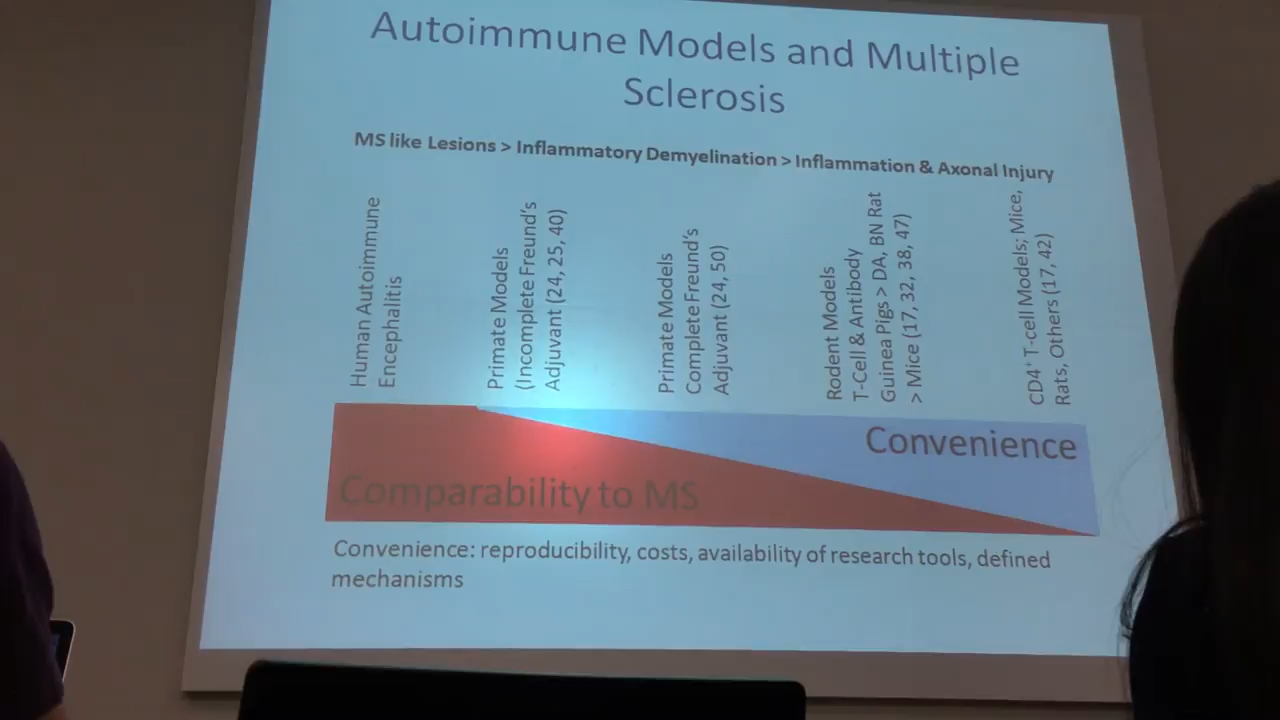 Autoimmune Models and Multiple
Sclerosis
MS like Lesions > Inflammatory Demyelination > Inflammation & Axonal Injury
Human Autoimmune
Encephalitis
Primate Models
(Incomplete Freund's
Adjuvant (24, 25, 40)
Primate Models
Complete Freund's
Adjuvant (24, 50)
Rodent Models
T-Cell & Antibody
Guinea Pigs > DA, BN Rat
> Mice (17, 32, 38, 47)
CD4⁺ T-cell Models; Mice,
Rats, Others (17, 42)
Convenience
Comparability to MS
Convenience: reproducibility, costs, availability of research tools, defined
mechanisms